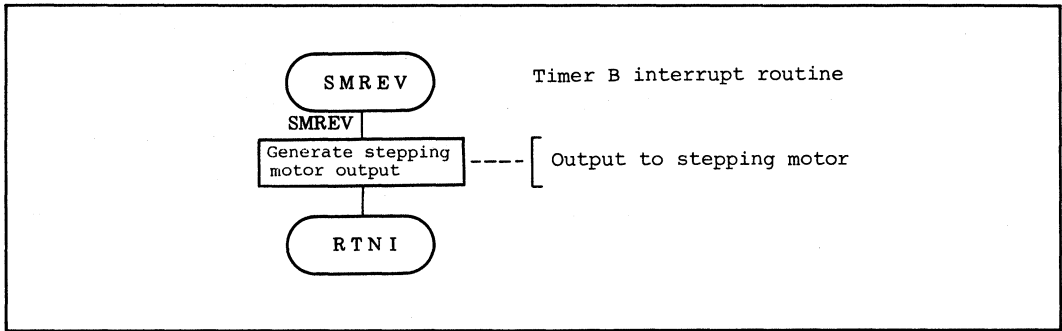 SMREV
Timer B interrupt routine
SMREV
Generate stepping
motor output
Output to stepping motor
RTNI